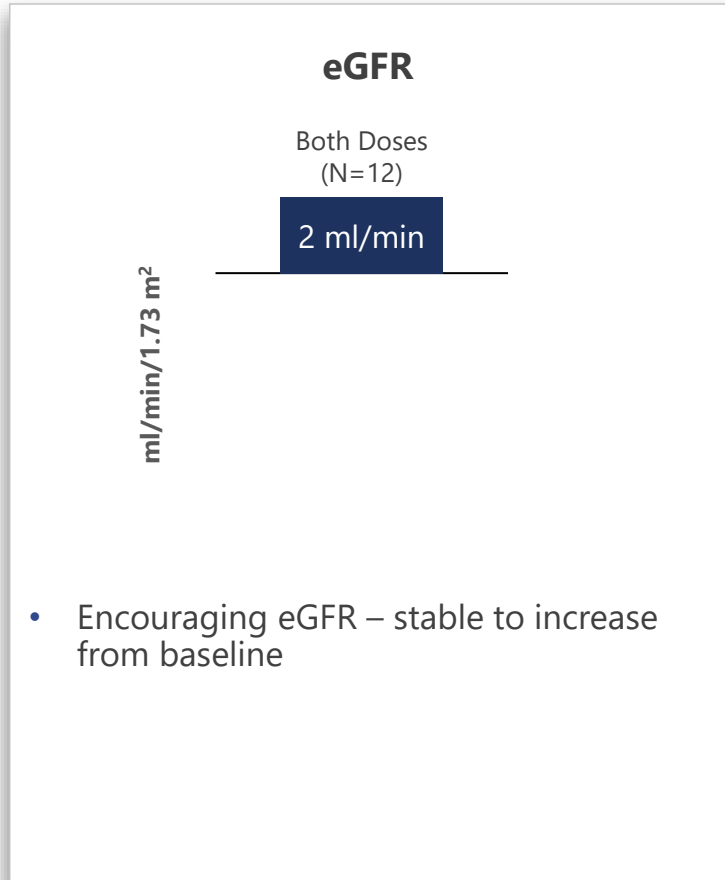 eGFR
Both Doses
(N=12)
2 ml/min
ml/min/1.73 m²
• Encouraging eGFR – stable to increase
from baseline